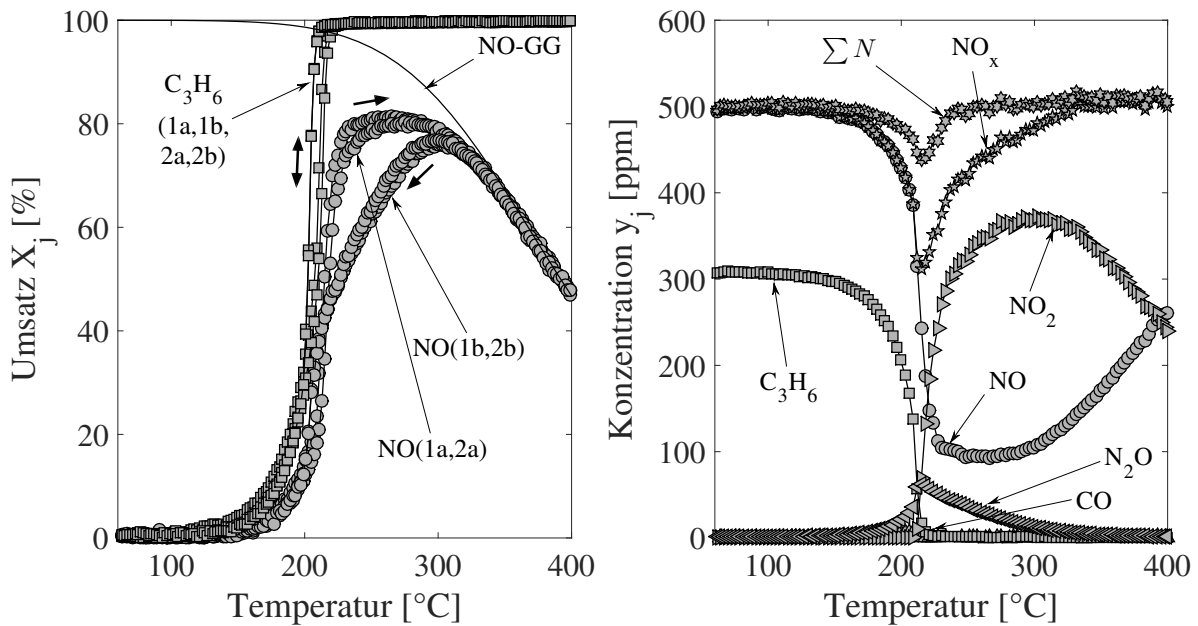 Umsatz X_j [%]
100
80
60
40
20
0
100
200
300
400
Temperatur [°C]
C₃H₆
(1a,1b,
2a,2b)
NO-GG
NO(1b,2b)
NO(1a,2a)
Konzentration y_j [ppm]
600
500
400
300
200
100
0
100
200
300
400
Temperatur [°C]
∑ N
NOₓ
NO₂
C₃H₆
NO
N₂O
CO